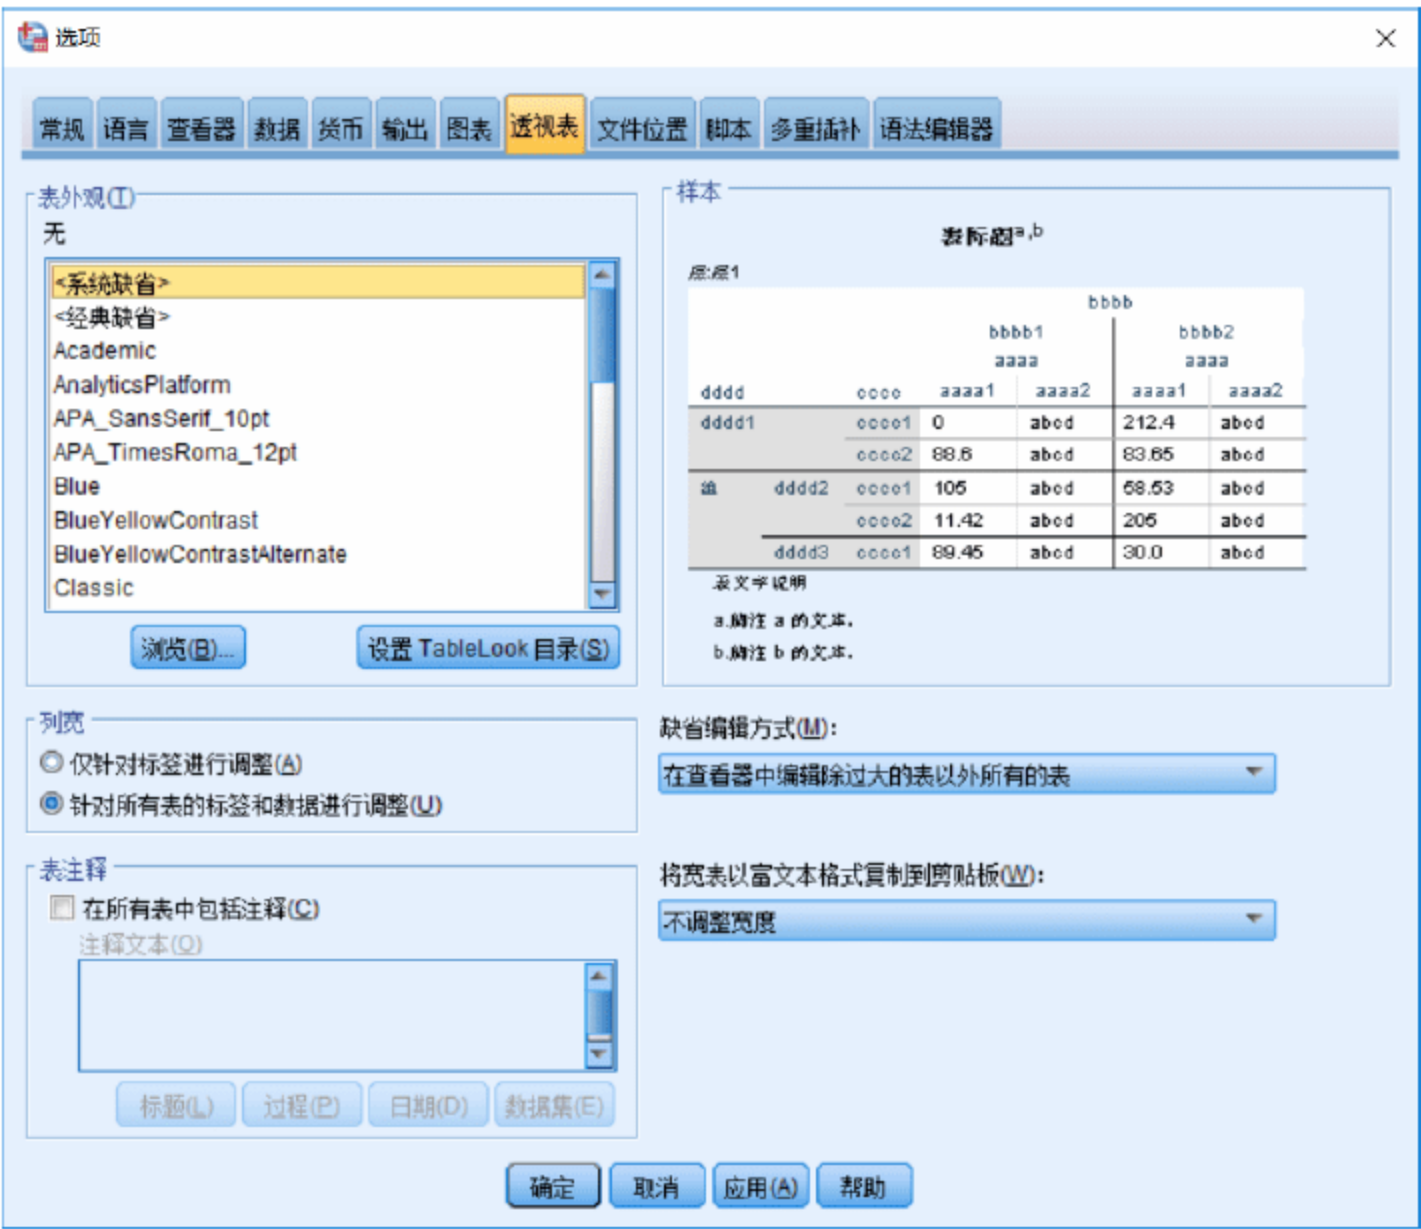 选项
常规 语言 查看器 数据 货币 输出 图表 透视表 文件位置 脚本 多重插补 语法编辑器
表外观(T)
无
<系统缺省>
<经典缺省>
Academic
AnalyticsPlatform
APA_SansSerif_10pt
APA_TimesRoma_12pt
Blue
BlueYellowContrast
BlueYellowContrastAlternate
Classic
浏览(B)... 设置 TableLook 目录(S)
样本
表标题a,b
层:层1
bbbb
bbbb1 bbbb2
aaaa aaaa
dddd cccc aaaa1 aaaa2 aaaa1 aaaa2
dddd1 cccc1 0 abcd 212.4 abcd
cccc2 88.6 abcd 83.65 abcd
dddd2 cccc1 105 abcd 58.53 abcd
cccc2 11.42 abcd 205 abcd
dddd3 cccc1 89.45 abcd 30.0 abcd
表文字说明
a.脚注 a 的文本.
b.脚注 b 的文本.
列宽
仅针对标签进行调整(A)
针对所有表的标签和数据进行调整(U)
缺省编辑方式(M):
在查看器中编辑除过大的表以外所有的表
表注释
在所有表中包括注释(C)
注释文本(O)
标题(L) 过程(P) 日期(D) 数据集(E)
将宽表以富文本格式复制到剪贴板(W):
不调整宽度
确定 取消 应用(A) 帮助